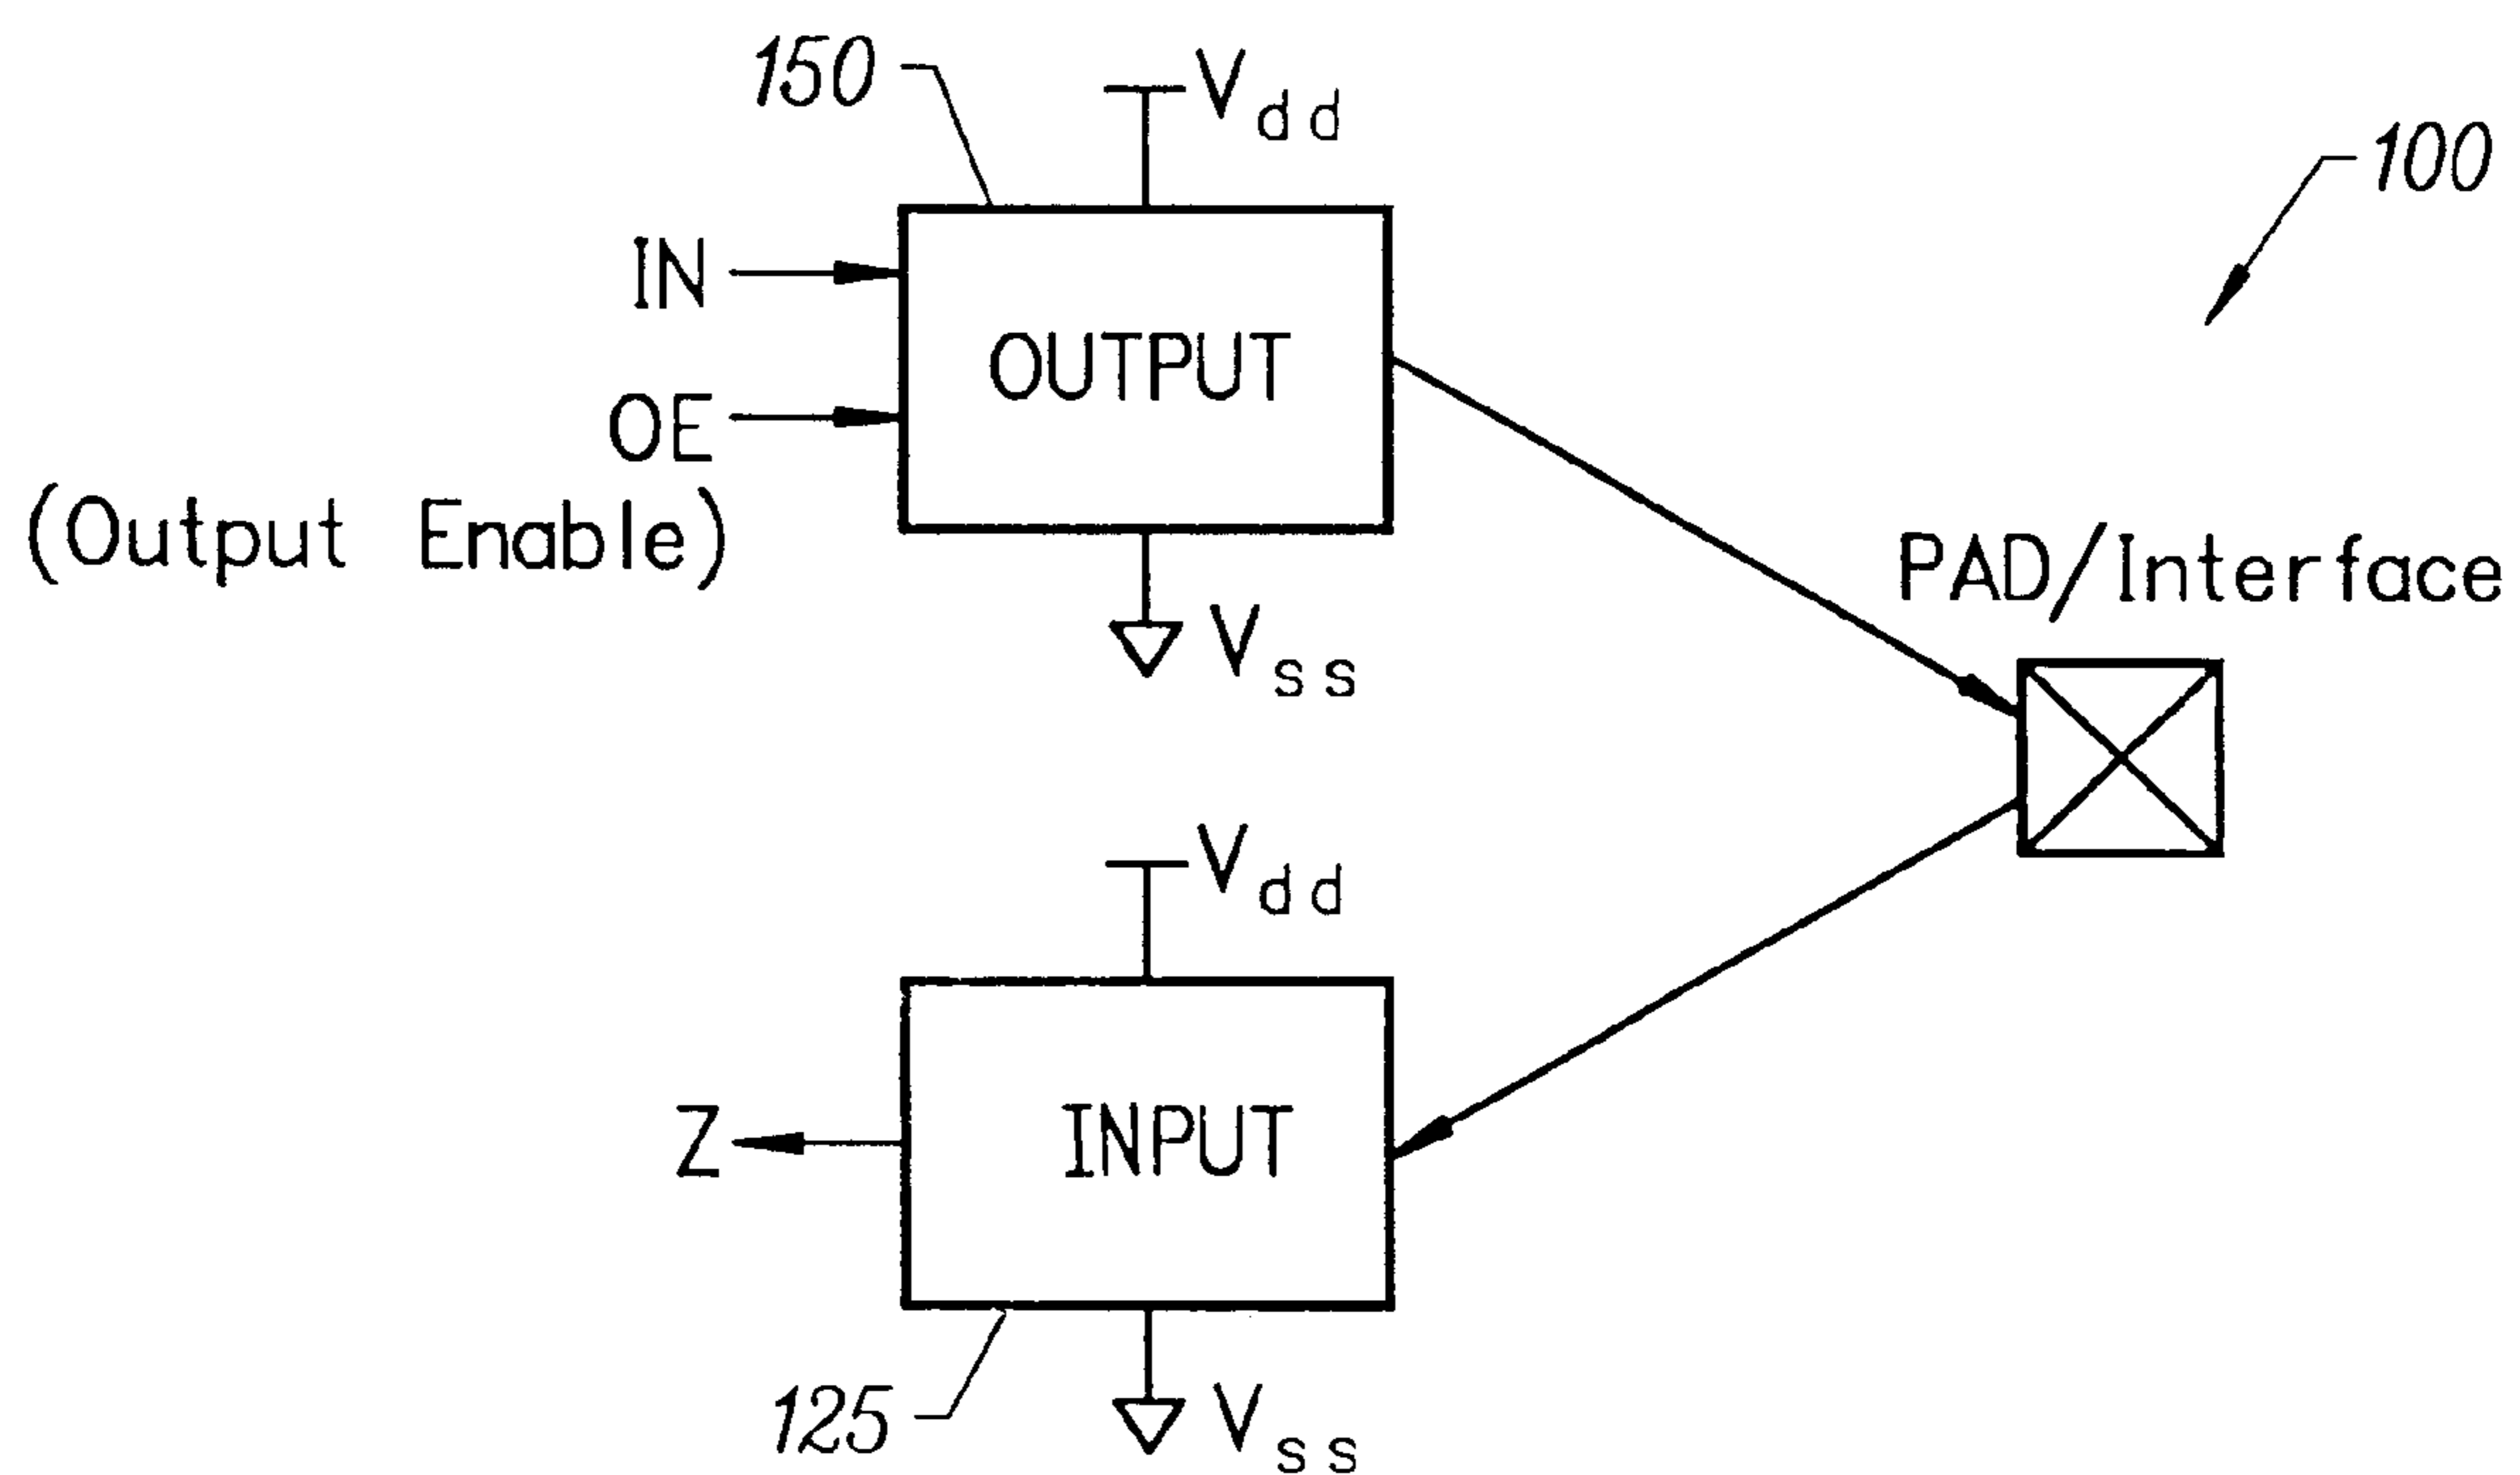 150
Vdd
100
IN
OUTPUT
OE
(Output Enable)
PAD/Interface
Vss
Vdd
Z
INPUT
125
Vss